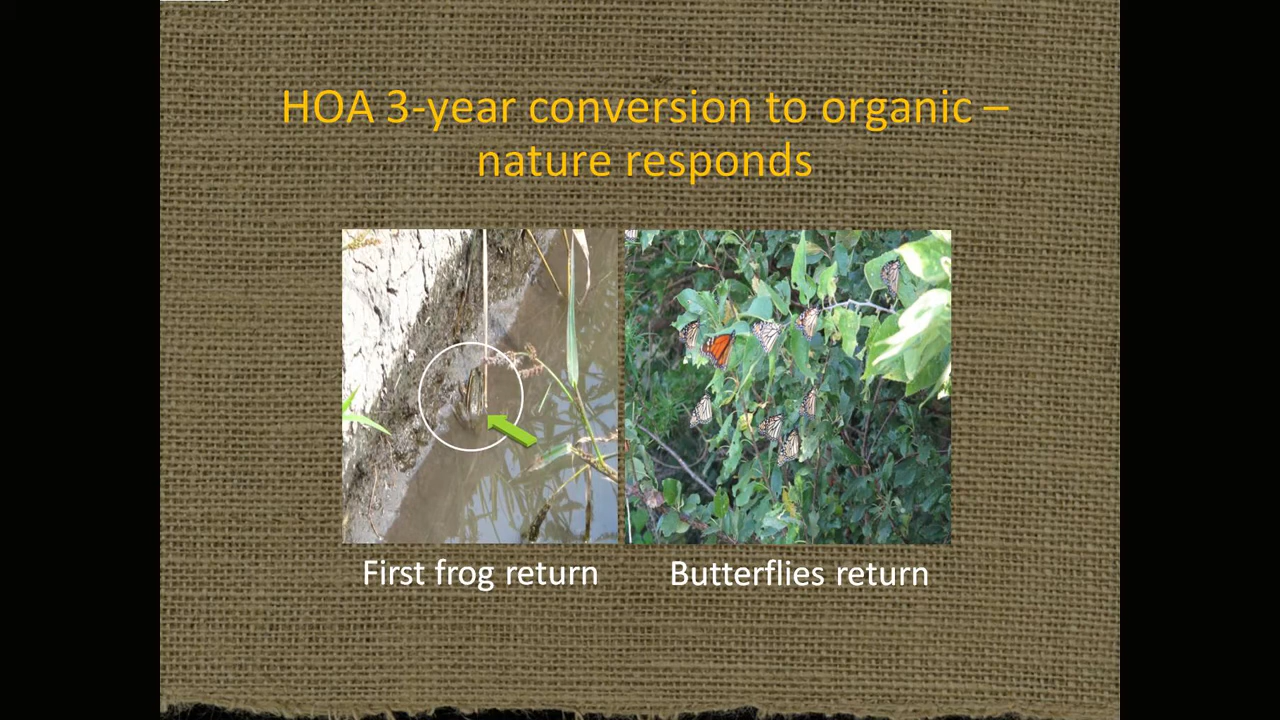 HOA 3-year conversion to organic –
nature responds
First frog return
Butterflies return